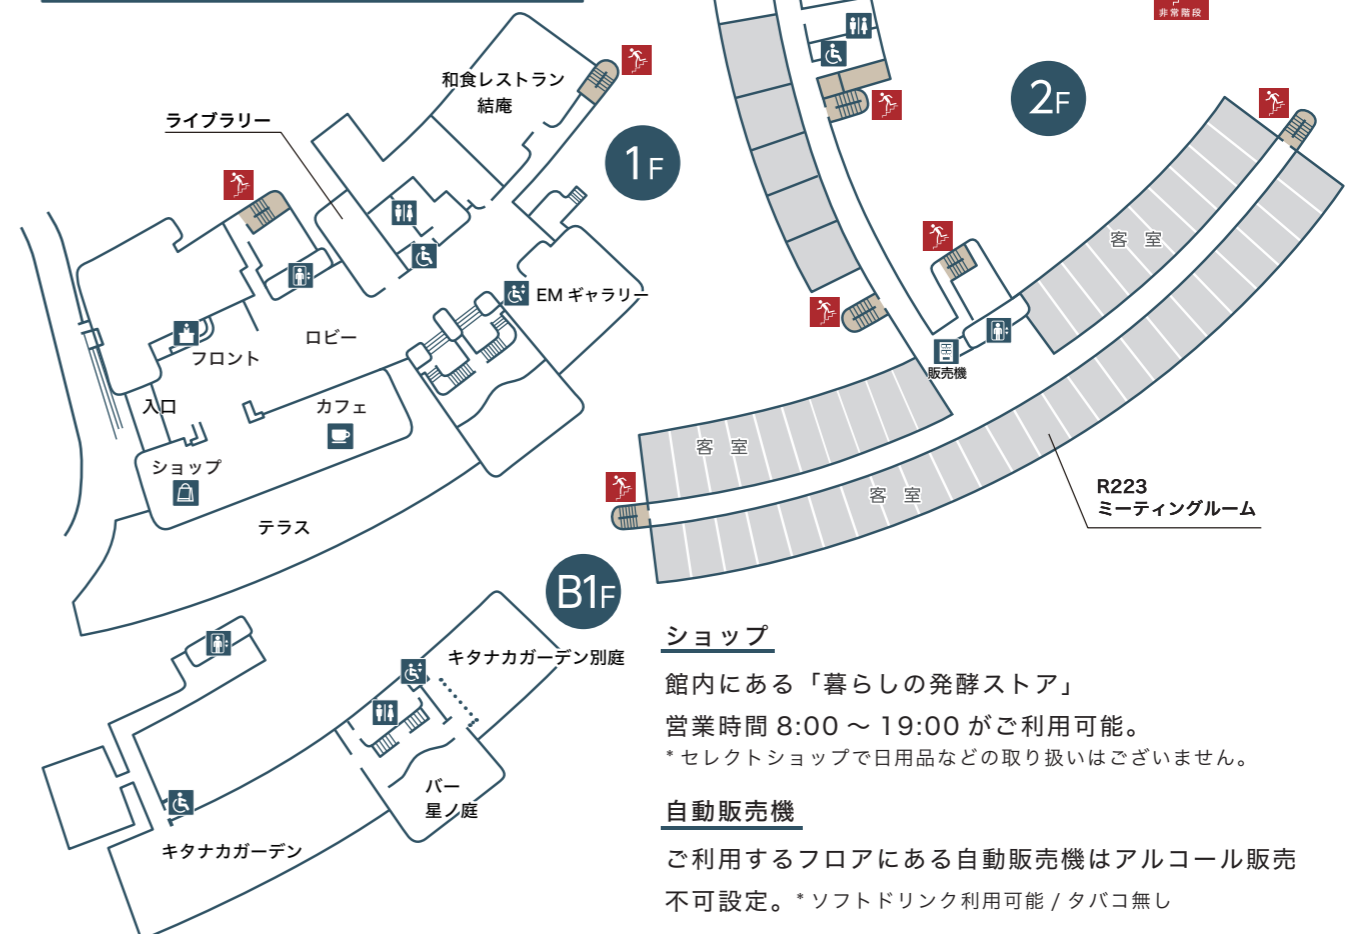 非常階段
和食レストラン
結庵
ライブラリー
1F
2F
EM ギャラリー
ロビー
フロント
入口
カフェ
ショップ
テラス
客 室
販売機
客 室
客 室
R223
ミーティングルーム
B1F
キタナカガーデン別庭
バー
星ノ庭
キタナカガーデン
ショップ
館内にある「暮らしの発酵ストア」
営業時間 8:00 〜 19:00 がご利用可能。
* セレクトショップで日用品などの取り扱いはございません。
自動販売機
ご利用するフロアにある自動販売機はアルコール販売
不可設定。* ソフトドリンク利用可能 / タバコ無し